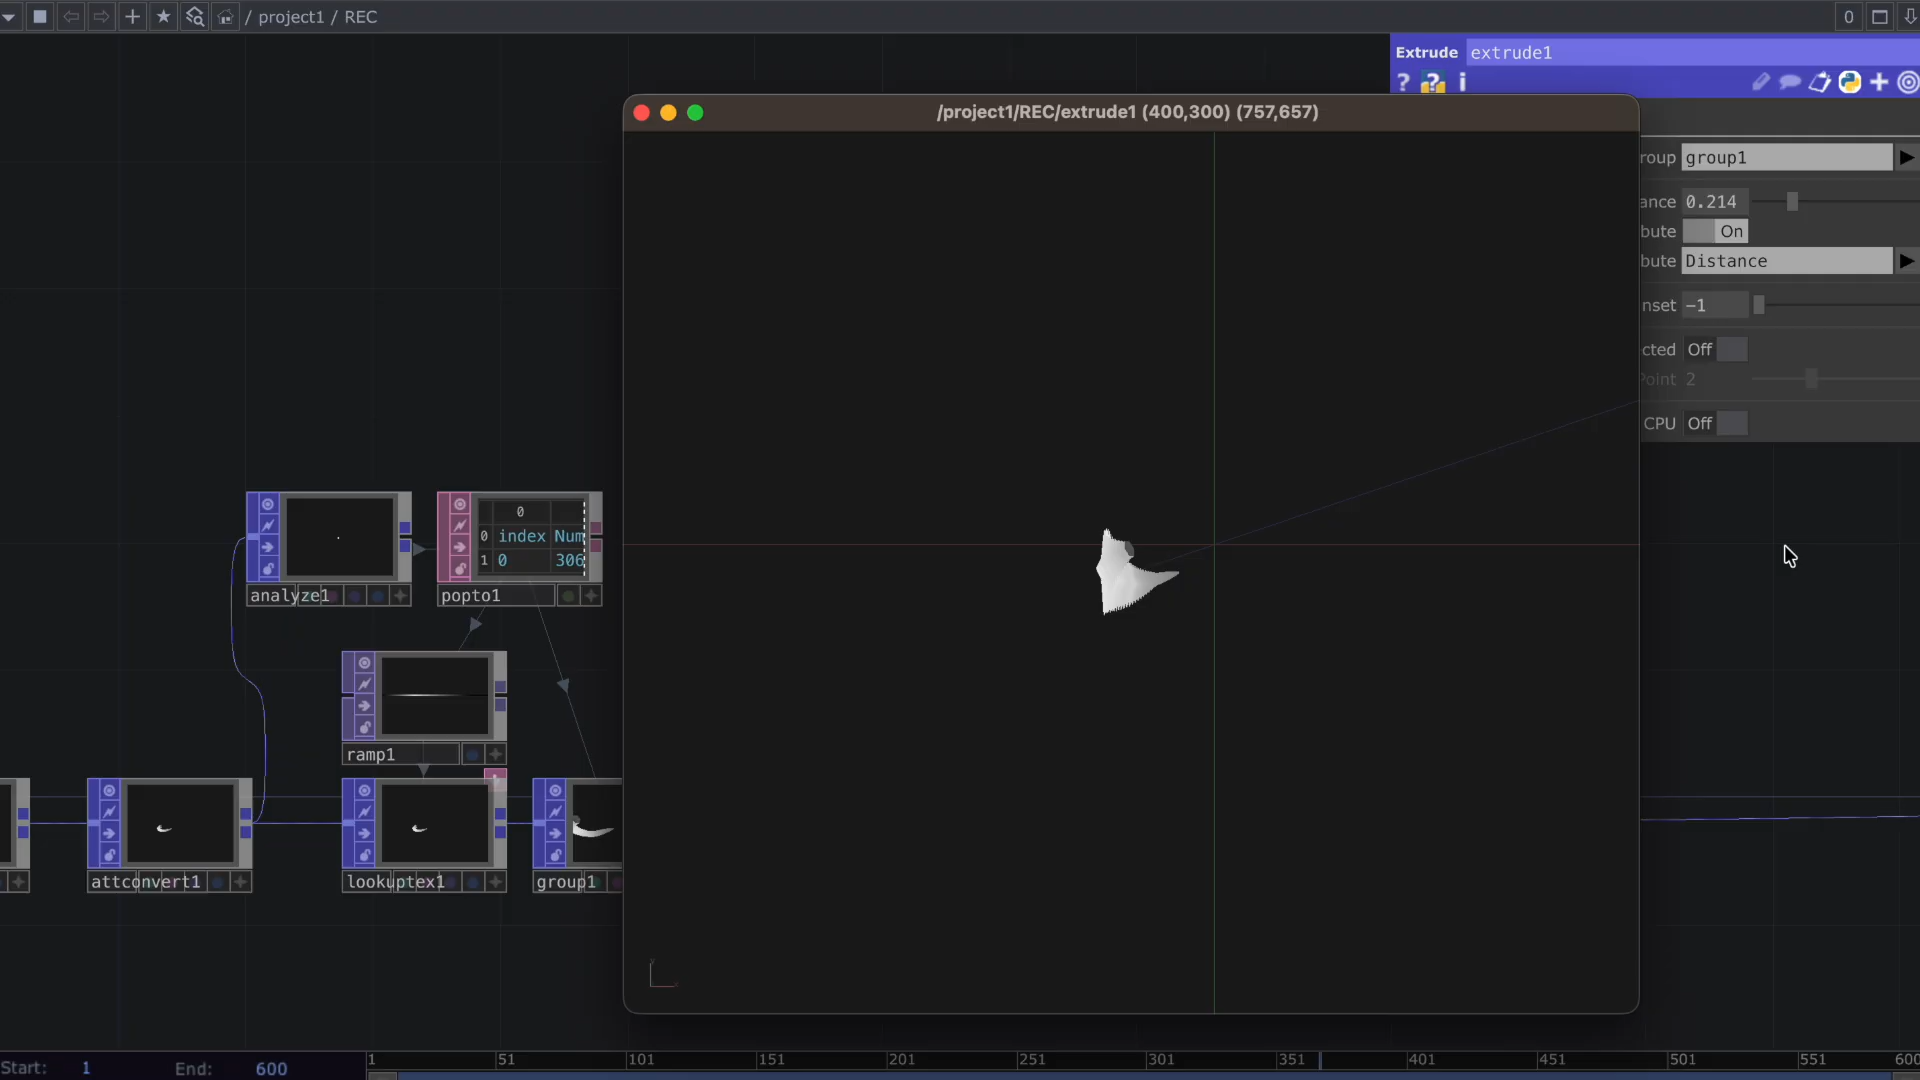 / project1 / REC
0
Extrude extrude1
? ? i
/project1/REC/extrude1 (400,300) (757,657)
roup group1
ance 0.214
bute On
bute Distance
nset -1
cted Off
Point 2
CPU Off
0
0 index Num
1 0 306
analyze1
popto1
ramp1
attconvert1
lookuptex1
group1
Start: 1 End: 600
1 51 101 151 201 251 301 351 401 451 501 551 600